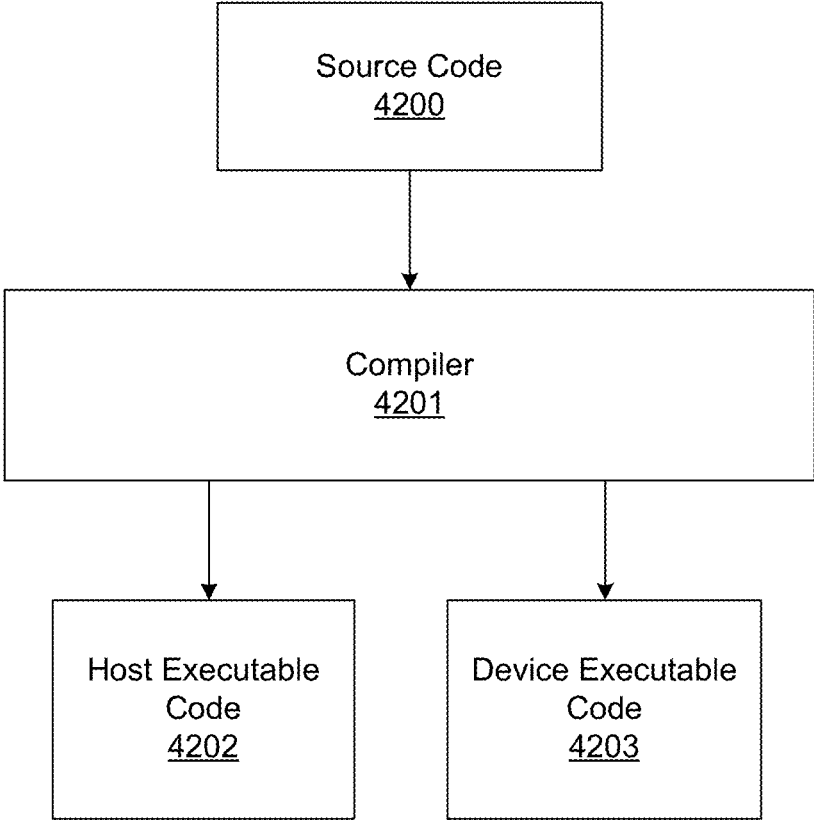 Source Code
4200
Compiler
4201
Host Executable
Code
4202
Device Executable
Code
4203